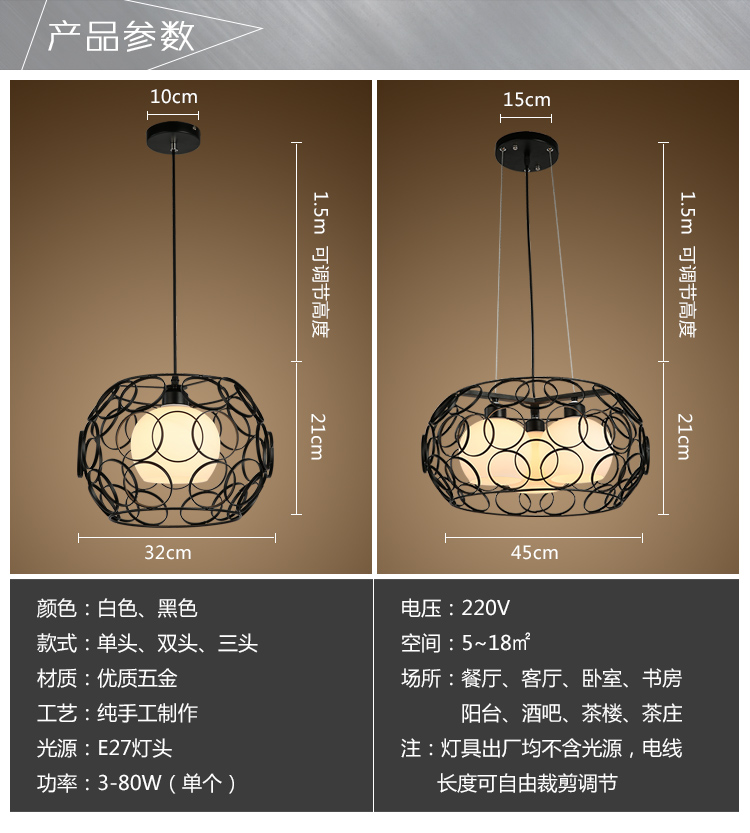 产品参数
10cm
1.5m 可调节高度
21cm
32cm
15cm
1.5m 可调节高度
21cm
45cm
颜色：白色、黑色
款式：单头、双头、三头
材质：优质五金
工艺：纯手工制作
光源：E27灯头
功率：3-80W（单个）
电压：220V
空间：5~18㎡
场所：餐厅、客厅、卧室、书房
阳台、酒吧、茶楼、茶庄
注：灯具出厂均不含光源，电线
长度可自由裁剪调节